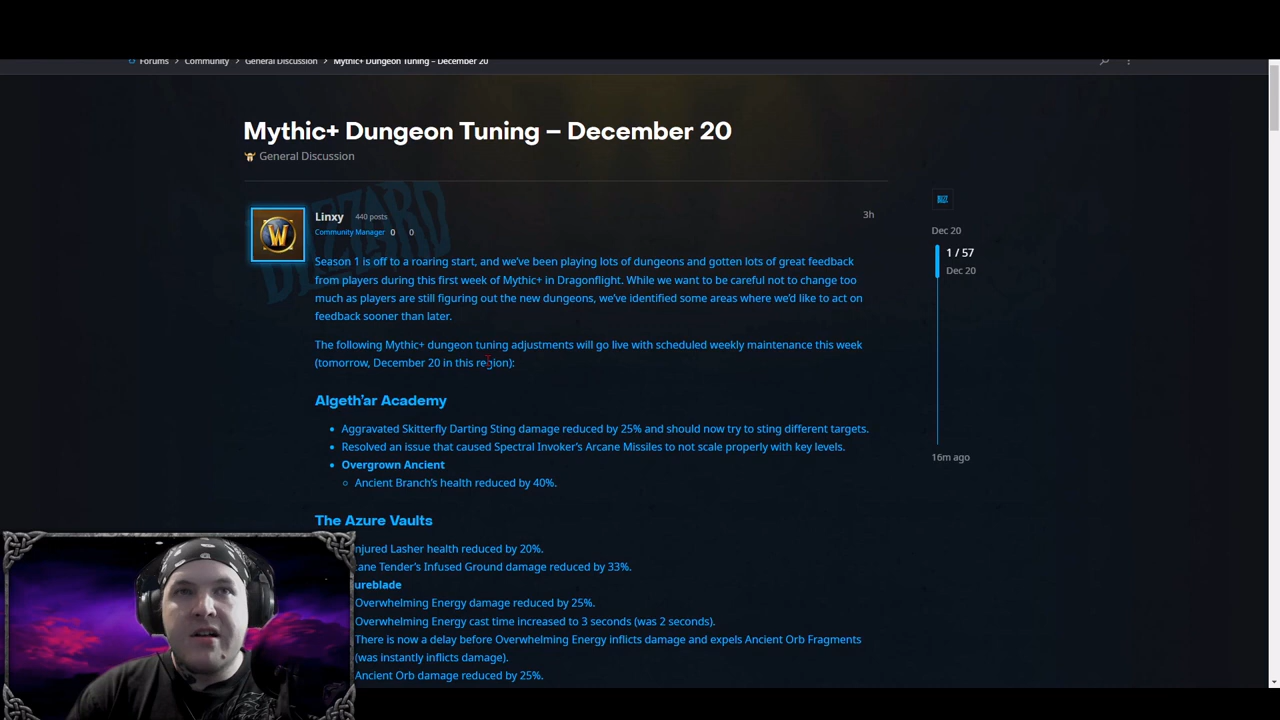 Forums > Community > General Discussion > Mythic+ Dungeon Tuning – December 20
Mythic+ Dungeon Tuning – December 20
General Discussion
Linxy 440 posts
3h
Community Manager 0 0
Season 1 is off to a roaring start, and we've been playing lots of dungeons and gotten lots of great feedback
from players during this first week of Mythic+ in Dragonflight. While we want to be careful not to change too
much as players are still figuring out the new dungeons, we've identified some areas where we'd like to act on
feedback sooner than later.
The following Mythic+ dungeon tuning adjustments will go live with scheduled weekly maintenance this week
(tomorrow, December 20 in this region):
Algeth'ar Academy
• Aggravated Skitterfly Darting Sting damage reduced by 25% and should now try to sting different targets.
• Resolved an issue that caused Spectral Invoker's Arcane Missiles to not scale properly with key levels.
• Overgrown Ancient
○ Ancient Branch's health reduced by 40%.
The Azure Vaults
njured Lasher health reduced by 20%.
cane Tender's Infused Ground damage reduced by 33%.
ureblade
Overwhelming Energy damage reduced by 25%.
Overwhelming Energy cast time increased to 3 seconds (was 2 seconds).
There is now a delay before Overwhelming Energy inflicts damage and expels Ancient Orb Fragments
(was instantly inflicts damage).
Ancient Orb damage reduced by 25%.
Dec 20
1 / 57
Dec 20
16m ago
BLIZZARD
W